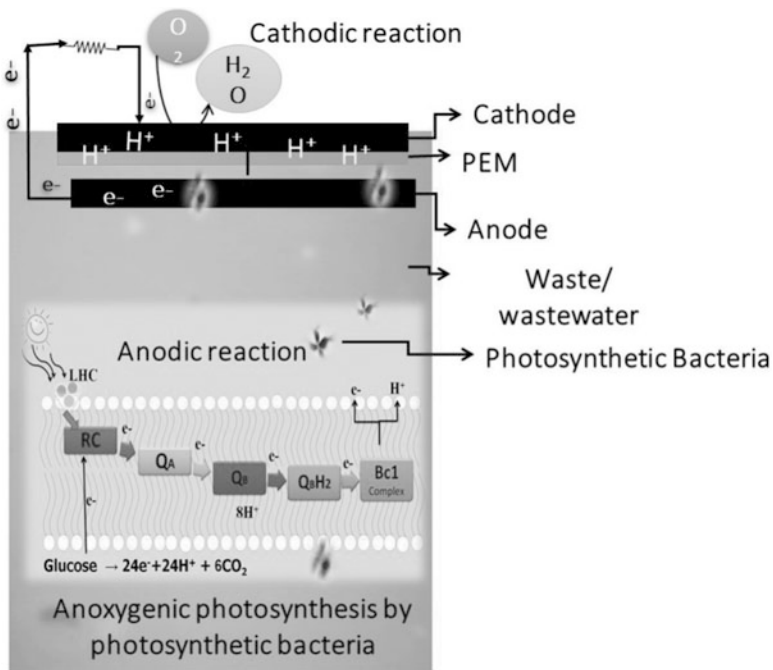 O
2
Cathodic reaction
H₂
O
e-
e-
e-
Cathode
H⁺ H⁺ H⁺ H⁺ H⁺
PEM
e-
e- e-
Anode
Waste/
wastewater
Anodic reaction
Photosynthetic Bacteria
LHC
e- H⁺
RC
e-
QA
e-
QB
e-
QBH2
e-
Bc1
Complex
8H⁺
e-
Glucose → 24e-+24H⁺ + 6CO₂
Anoxygenic photosynthesis by
photosynthetic bacteria